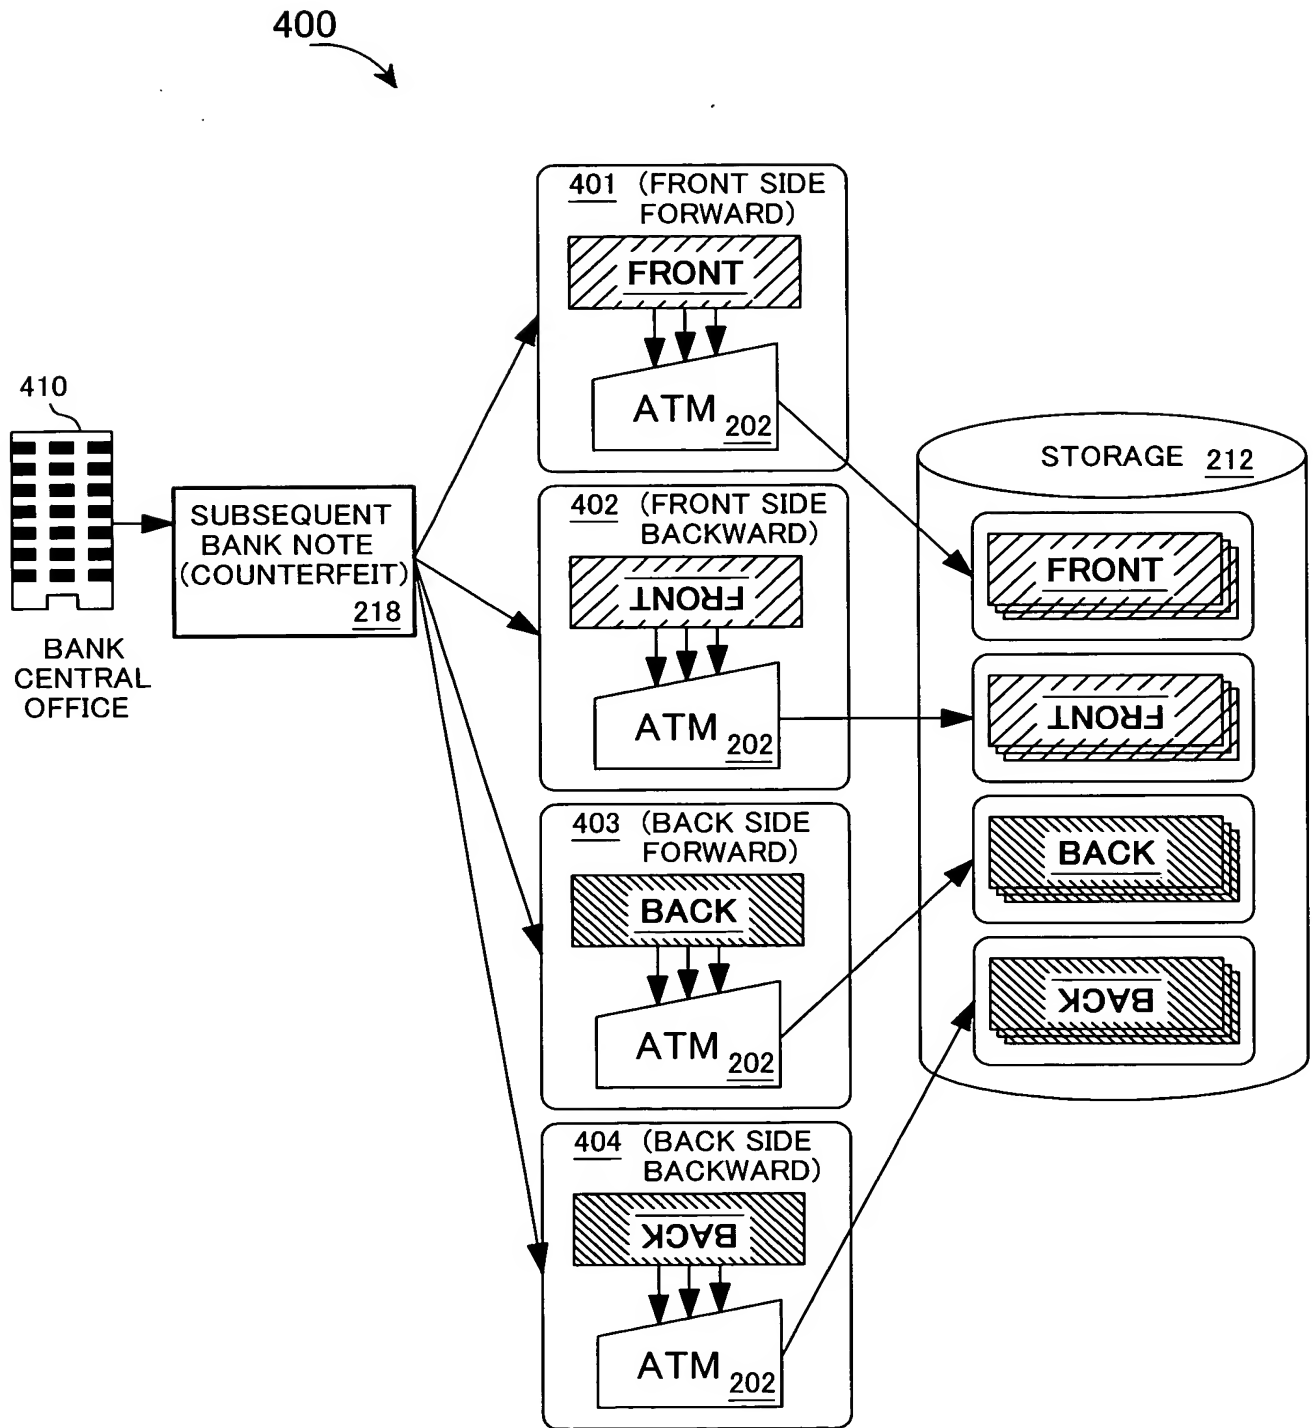 400
401 (FRONT SIDE
FORWARD)
FRONT
ATM 202
410
BANK
CENTRAL
OFFICE
SUBSEQUENT
BANK NOTE
(COUNTERFEIT)
218
402 (FRONT SIDE
BACKWARD)
FRONT
ATM 202
403 (BACK SIDE
FORWARD)
BACK
ATM 202
404 (BACK SIDE
BACKWARD)
BACK
ATM 202
STORAGE 212
FRONT
FRONT
BACK
BACK